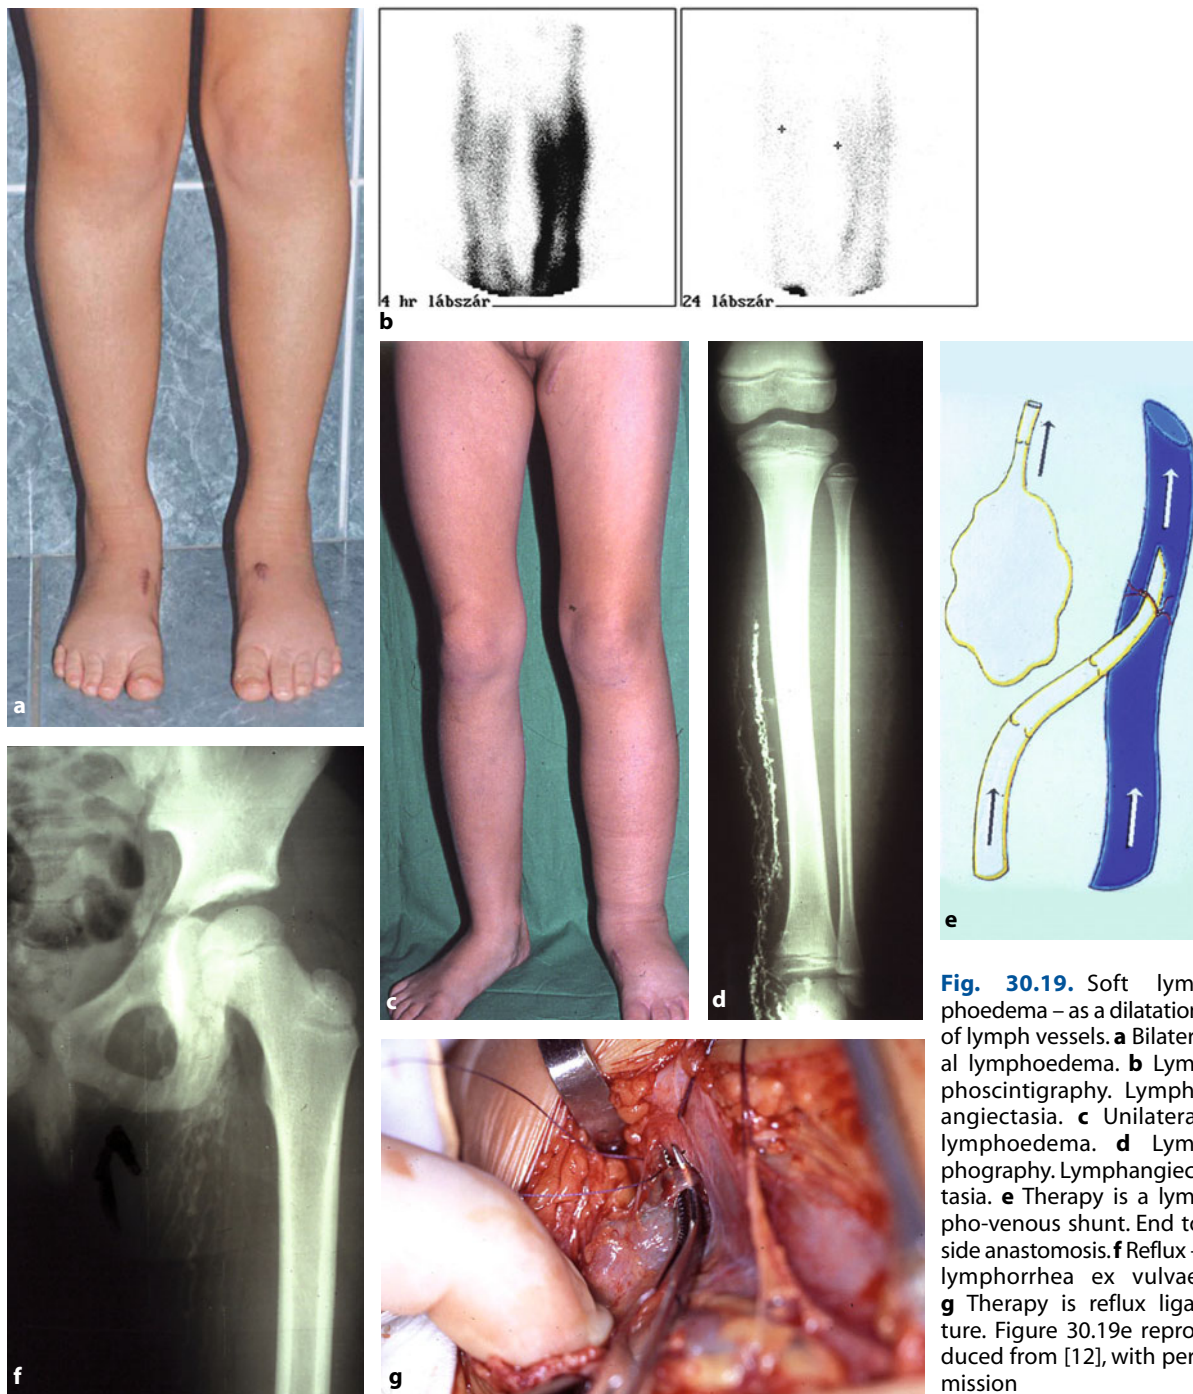 a
4 hr lábszár
24 lábszár
b
c
d
e
f
g
Fig. 30.19. Soft lym
phoedema – as a dilatation
of lymph vessels. a Bilater
al lymphoedema. b Lym
phoscintigraphy. Lymph
angiectasia. c Unilatera
lymphoedema. d Lym
phography. Lymphangiec
tasia. e Therapy is a lym
pho-venous shunt. End to
side anastomosis. f Reflux -
lymphorrhea ex vulvae
g Therapy is reflux liga
ture. Figure 30.19e repro
duced from [12], with per
mission